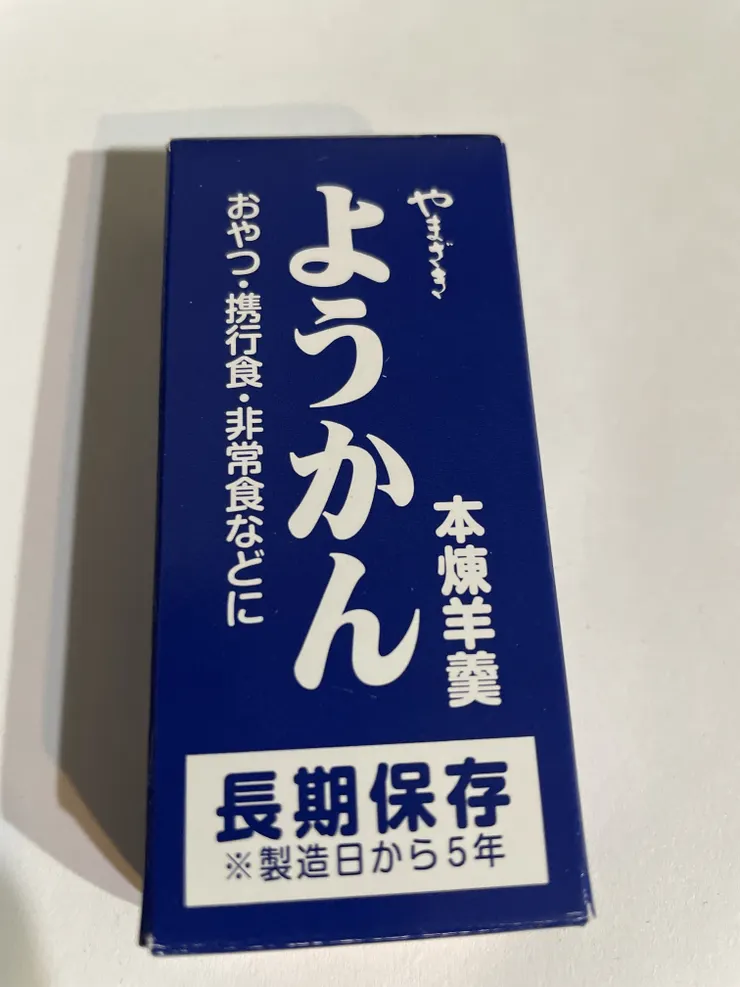 やまざき
本煉羊羹
ようかん
おやつ・携行食・非常食などに
長期保存
※製造日から5年